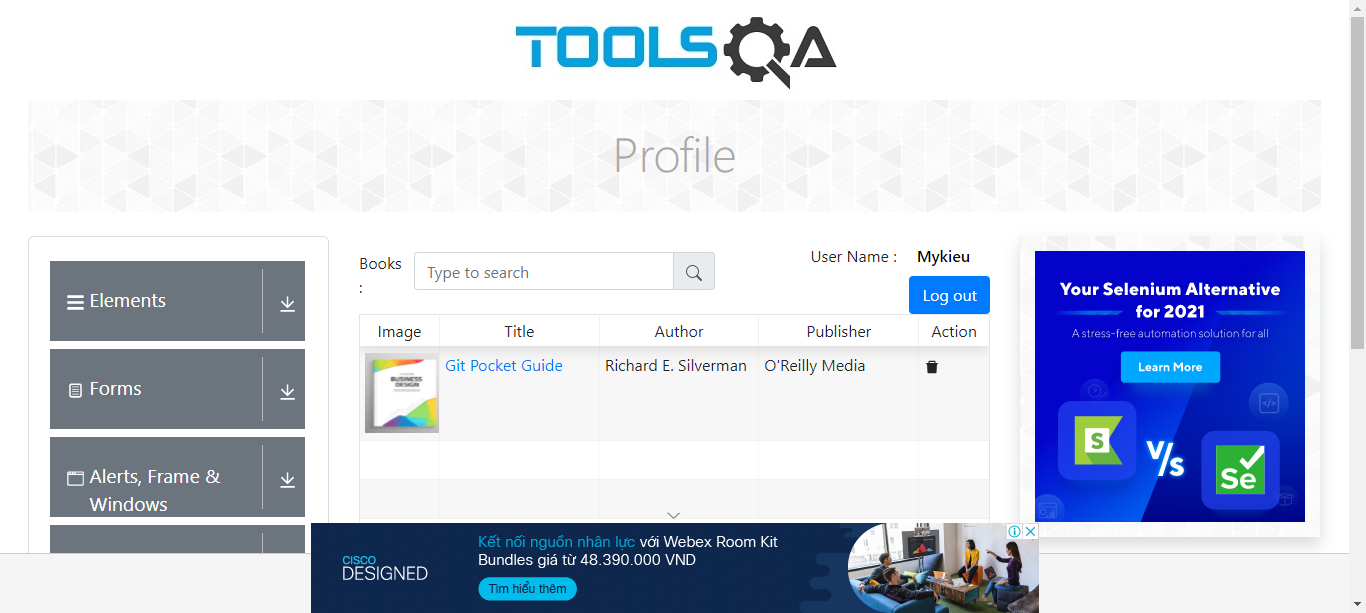 TOOLSQA
Profile
Elements
Forms
Alerts, Frame &
Windows
Books
:
Type to search
User Name :
Mykieu
Log out
Image
Title
Author
Publisher
Action
BUSINESS
DESIGN
Git Pocket Guide
Richard E. Silverman
O'Reilly Media
Your Selenium Alternative
for 2021
A stress-free automation solution for all
Learn More
S
V/s
Se
CISCO
DESIGNED
Kết nối nguồn nhân lực với Webex Room Kit
Bundles giá từ 48.390.000 VND
Tìm hiểu thêm